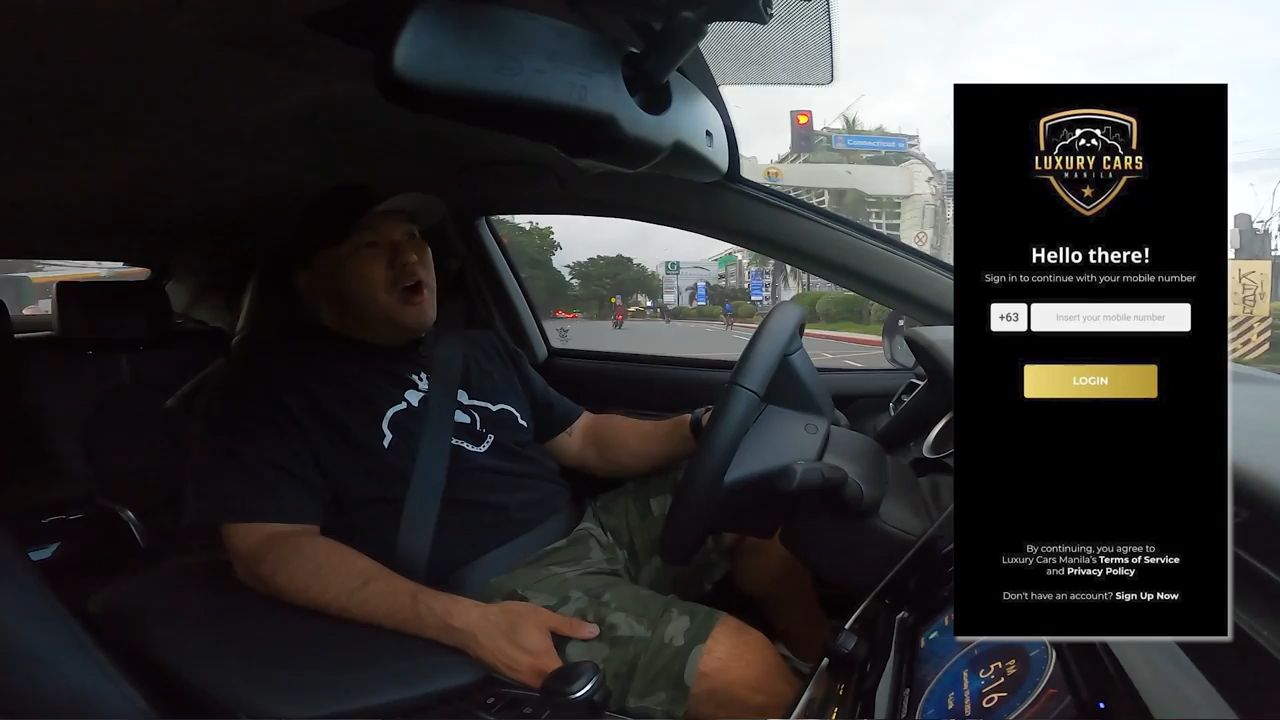 Connecticut
LUXURY CARS
MANILA
Hello there!
Sign in to continue with your mobile number
+63
Insert your mobile number
LOGIN
By continuing, you agree to
Luxury Cars Manila's Terms of Service
and Privacy Policy
Don't have an account? Sign Up Now
PM
5:16